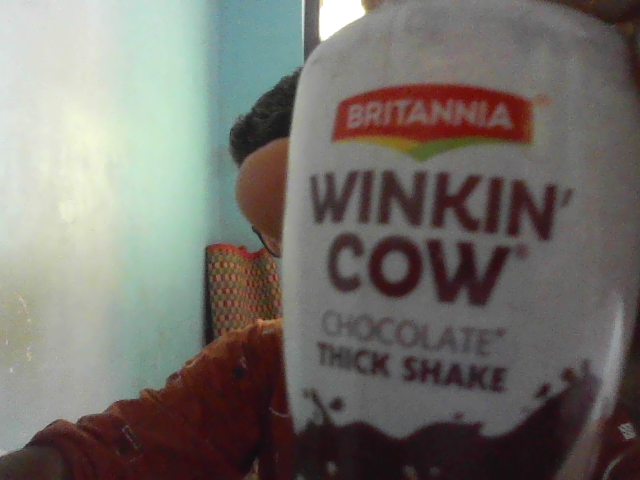 BRITANNIA
WINKIN'
COW®
CHOCOLATE*
THICK SHAKE